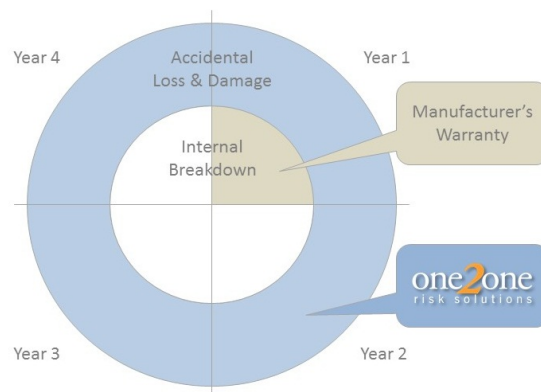 Year 4
Accidental
Loss & Damage
Year 1
Manufacturer's
Warranty
Internal
Breakdown
one2one
risk solutions
Year 3
Year 2